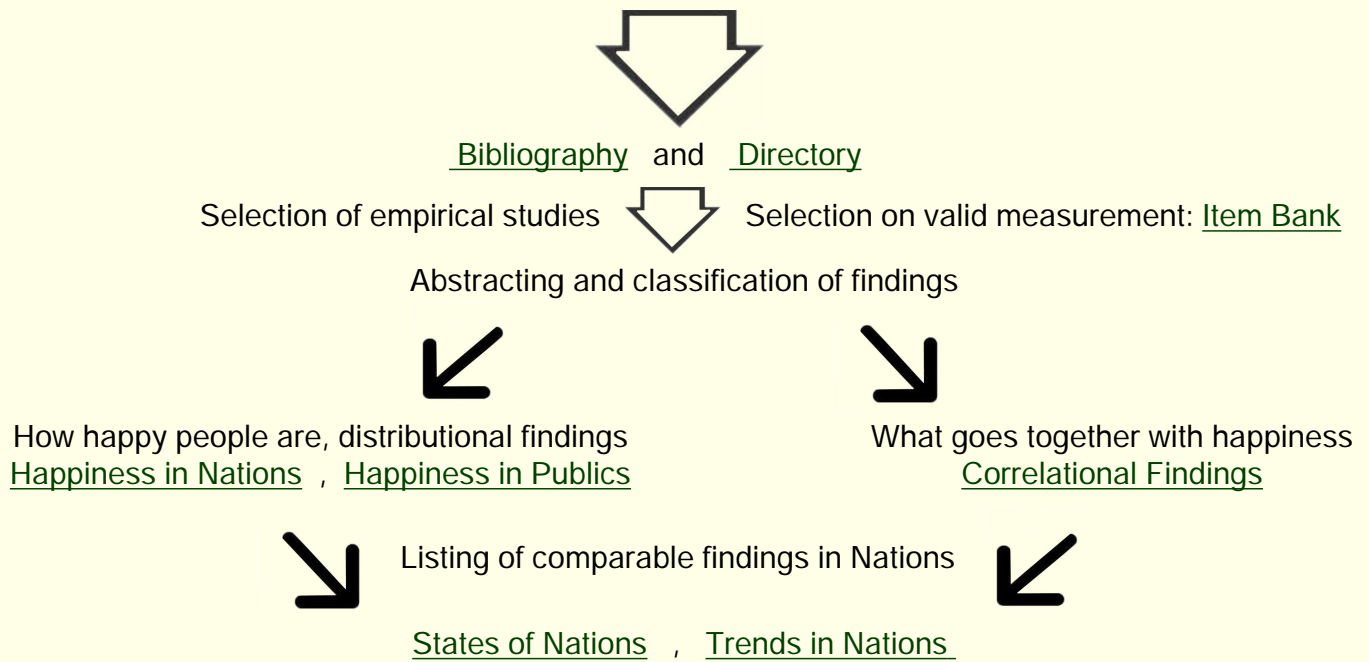 Bibliography and Directory
Selection of empirical studies
Selection on valid measurement: Item Bank
Abstracting and classification of findings
How happy people are, distributional findings
Happiness in Nations , Happiness in Publics
What goes together with happiness
Correlational Findings
Listing of comparable findings in Nations
States of Nations , Trends in Nations